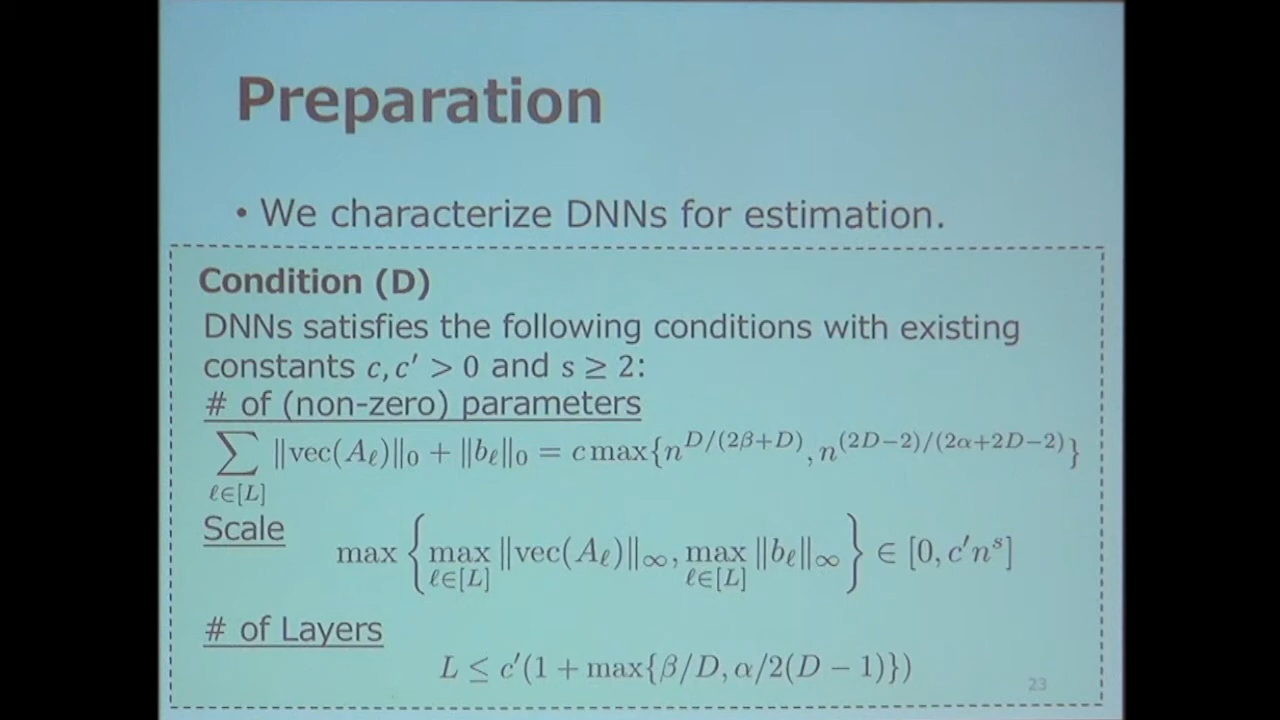 Preparation
• We characterize DNNs for estimation.
Condition (D)
DNNs satisfies the following conditions with existing
constants c, c′ > 0 and s ≥ 2:
# of (non-zero) parameters
∑_{ℓ∈[L]} ‖vec(A_ℓ)‖₀ + ‖b_ℓ‖₀ = c max{n^{D/(2β+D)}, n^{(2D−2)/(2α+2D−2)}}
Scale
max { max_{ℓ∈[L]} ‖vec(A_ℓ)‖_∞, max_{ℓ∈[L]} ‖b_ℓ‖_∞ } ∈ [0, c′n^s]
# of Layers
L ≤ c′(1 + max{β/D, α/2(D − 1)})
23